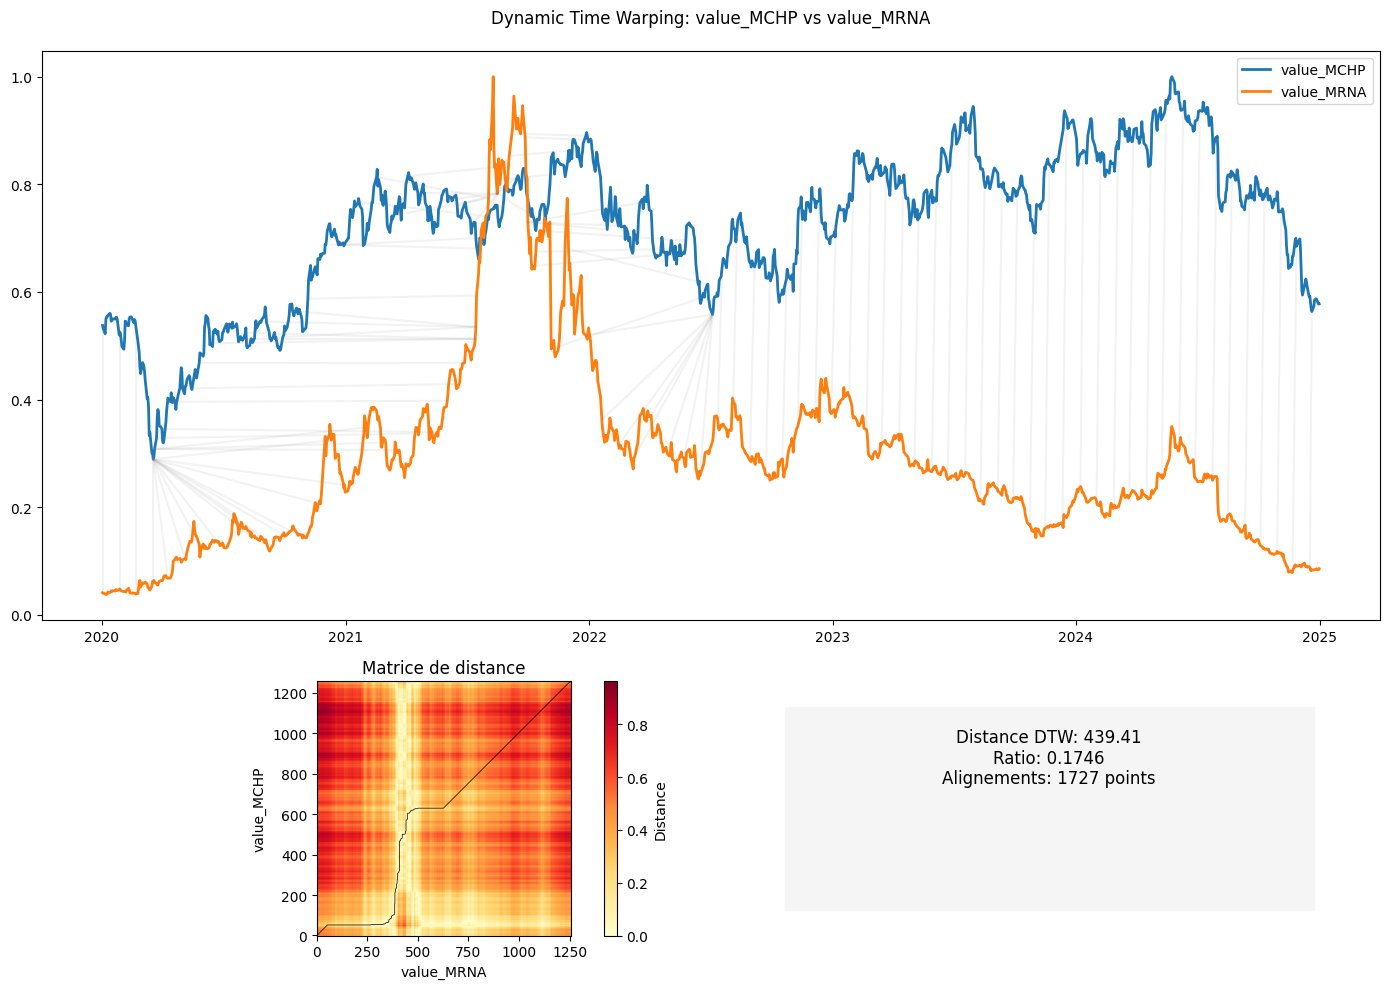 Dynamic Time Warping: value_MCHP vs value_MRNA
value_MCHP
value_MRNA
1.0
0.8
0.6
0.4
0.2
0.0
2020 2021 2022 2023 2024 2025
Matrice de distance
value_MCHP
1200
1000
800
600
400
200
0
0 250 500 750 1000 1250
value_MRNA
0.8
0.6
0.4
0.2
0.0
Distance
Distance DTW: 439.41
Ratio: 0.1746
Alignements: 1727 points